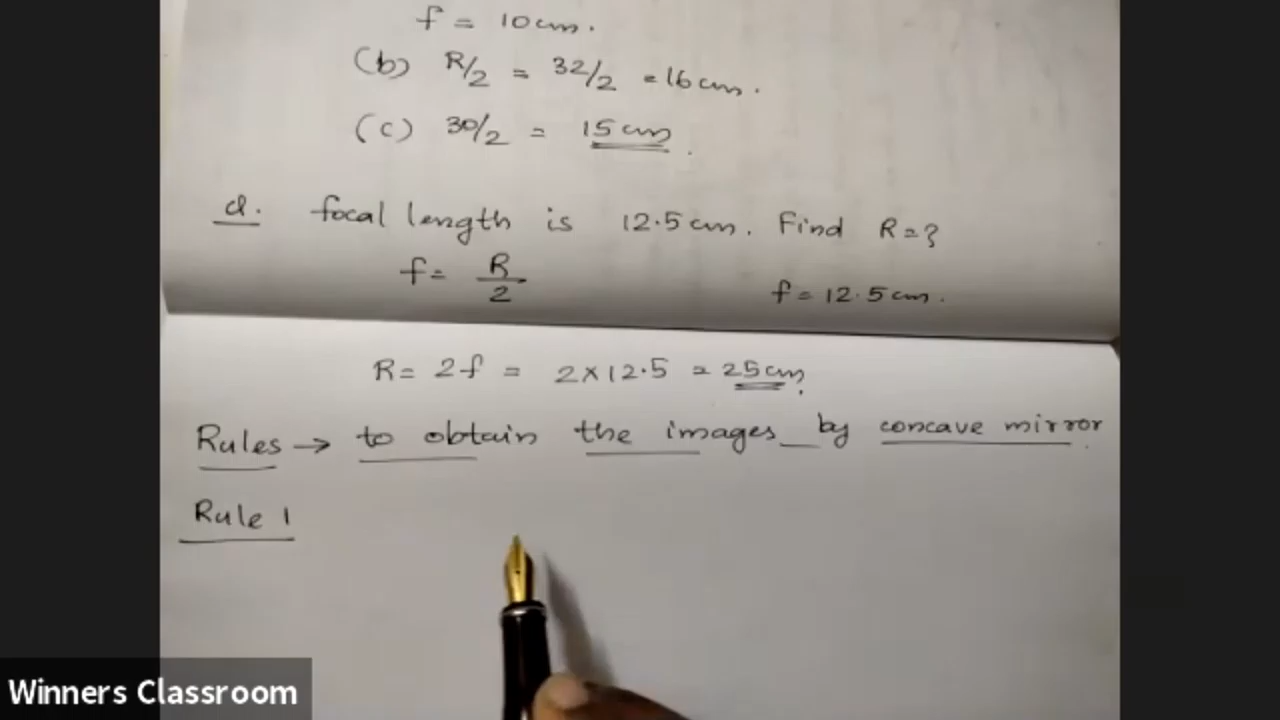 f = 10cm.
(b) R/2 = 32/2 = 16cm.
(c) 30/2 = 15cm.
Q. focal length is 12.5cm. Find R=?
f = R/2 f = 12.5cm.
R = 2f = 2×12.5 = 25cm.
Rules → to obtain the images by concave mirror.
Rule 1
Winners Classroom